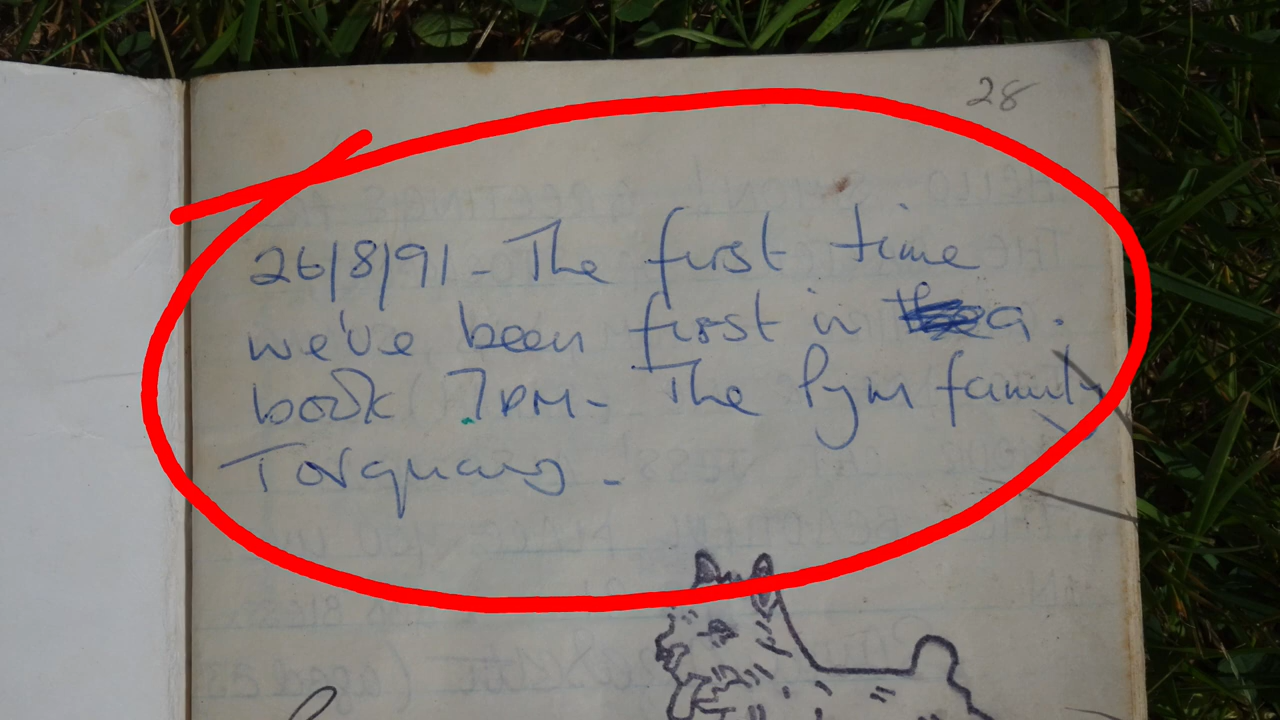 28
26/8/91 - The first time
we've been first in a.
book 7PM - The Pym family
Torquay.